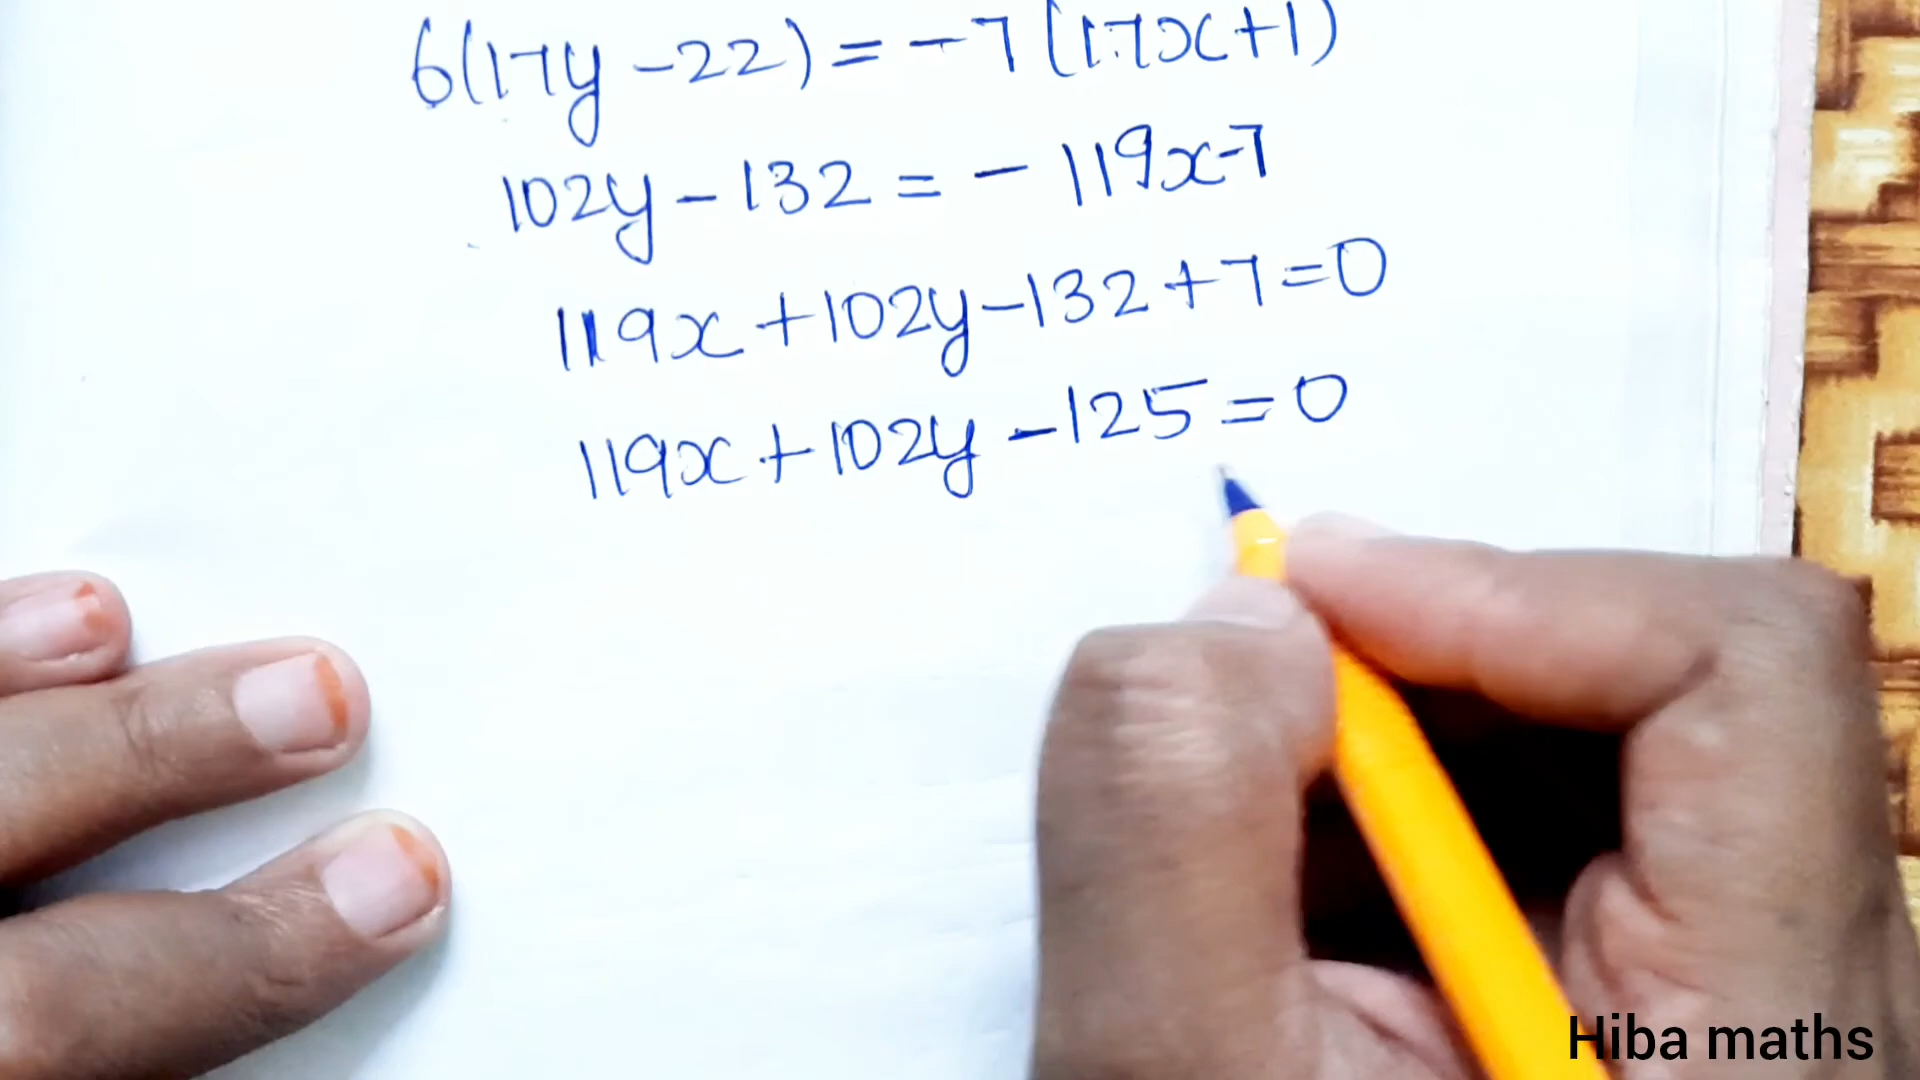 6(17y-22) = -7(17x+1)
102y - 132 = - 119x-7
119x + 102y - 132 + 7 = 0
119x + 102y - 125 = 0
Hiba maths